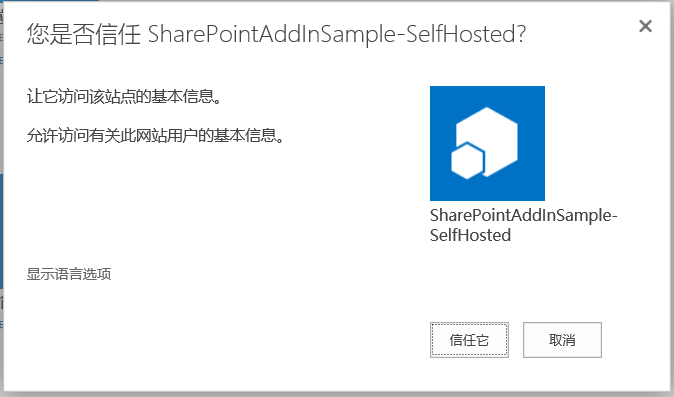 您是否信任 SharePointAddInSample-SelfHosted?
让它访问该站点的基本信息。
允许访问有关此网站用户的基本信息。
SharePointAddInSample-
SelfHosted
显示语言选项
信任它
取消